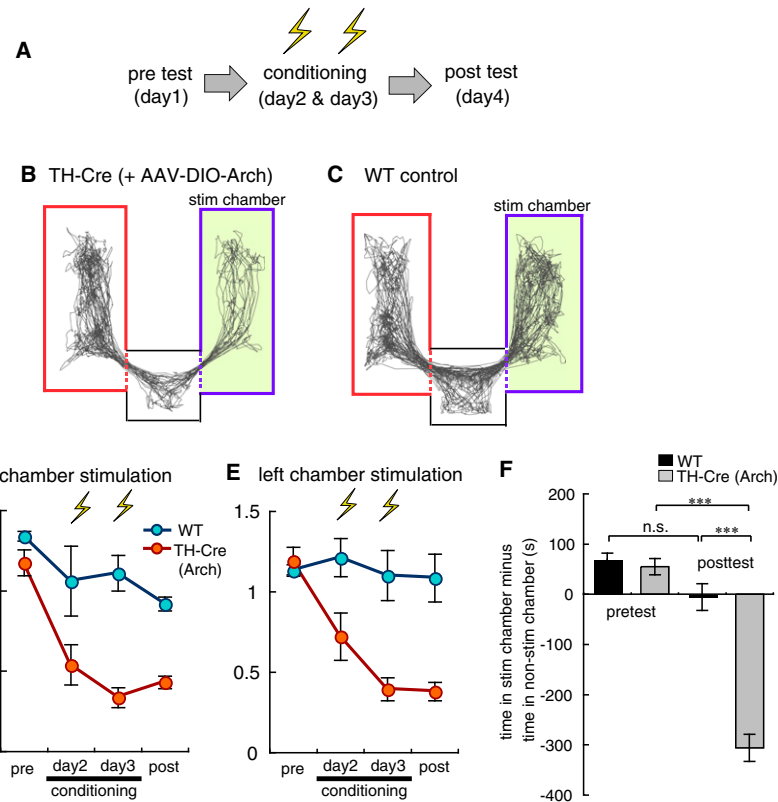 A
pre test
(day1)
conditioning
(day2 & day3)
post test
(day4)
B TH-Cre (+ AAV-DIO-Arch)
stim chamber
C WT control
stim chamber
chamber stimulation
WT
TH-Cre
(Arch)
pre day2 day3 post
conditioning
E left chamber stimulation
1.5
1
0.5
0
Pre day2 day3 post
conditioning
F
WT
TH-Cre (Arch)
time in stim chamber minus
time in non-stim chamber (s)
200
100
0
-100
-200
-300
-400
***
n.s.
***
posttest
pretest